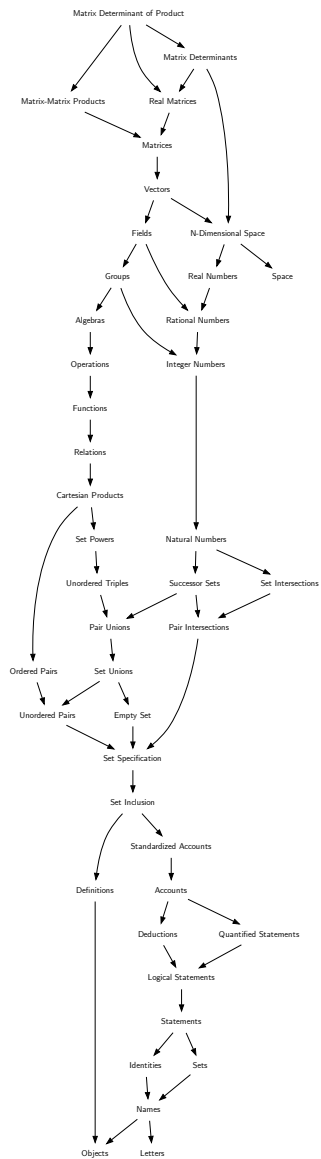 Matrix Determinant of Product
Matrix Determinants
Matrix-Matrix Products Real Matrices
Matrices
Vectors
Fields N-Dimensional Space
Groups Real Numbers Space
Algebras Rational Numbers
Operations Integer Numbers
Functions
Relations
Cartesian Products
Set Powers Natural Numbers
Unordered Triples Successor Sets Set Intersections
Pair Unions Pair Intersections
Ordered Pairs Set Unions
Unordered Pairs Empty Set
Set Specification
Set Inclusion
Standardized Accounts
Definitions Accounts
Deductions Quantified Statements
Logical Statements
Statements
Identities Sets
Names
Objects Letters